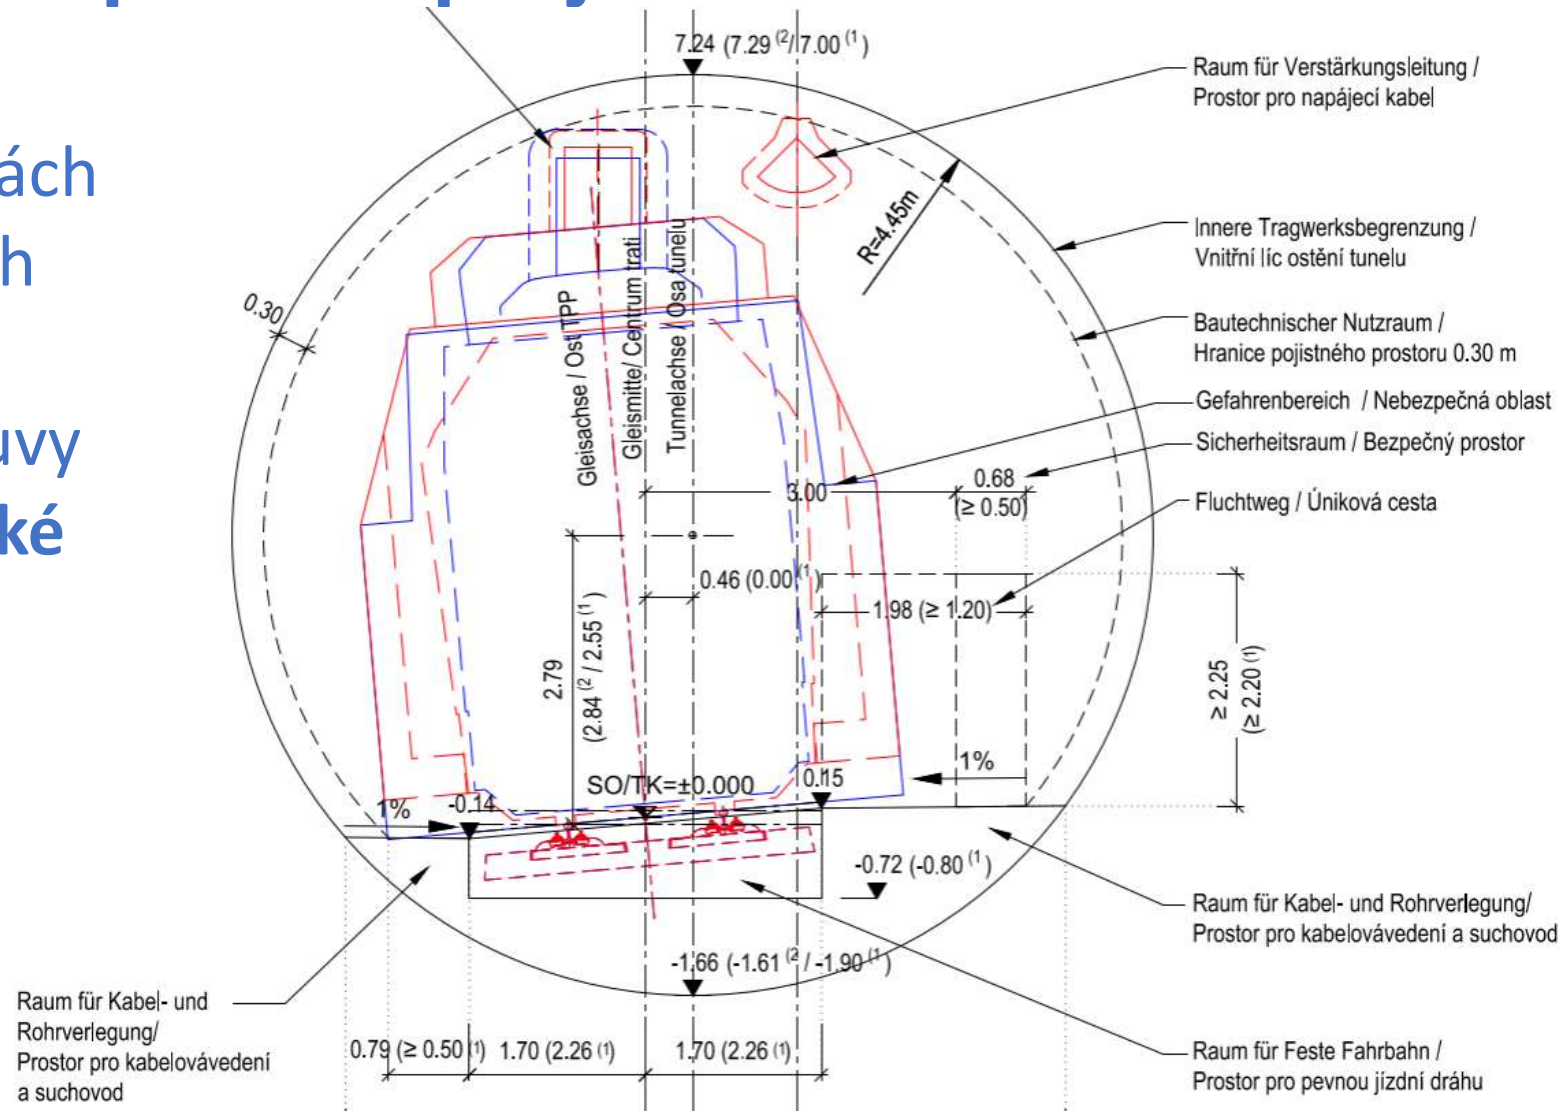 7.24 (7.29 (2/ 7.00 (1 )
Raum für Verstärkungsleitung /
Prostor pro napájecí kabel
ách
h
R=4.45m
Innere Tragwerksbegrenzung /
Vnitřní líc ostění tunelu
0.30
Bautechnischer Nutzraum /
Hranice pojistného prostoru 0.30 m
Gleisachse / Ost TPP
Gleismitte/ Centrum trati
Tunnelachse / Osa tunelu
Gefahrenbereich / Nebezpečná oblast
uvy
Sicherheitsraum / Bezpečný prostor
0.68
(≥ 0.50)
3.00
Fluchtweg / Úniková cesta
ké
0.46 (0.00 (1 )
1.98 (≥ 1.20)
2.79
(2.84 (2 / 2.55 (1 )
≥ 2.25
(≥ 2.20 (1)
1%
SO/TK=±0.000
0.15
-0.14
1%
-0.72 (-0.80 (1 )
Raum für Kabel- und Rohrverlegung/
Prostor pro kabelovávedení a suchovod
-1.66 (-1.61 (2 / -1.90 (1 )
Raum für Kabel- und
Rohrverlegung/
Prostor pro kabelovávedení
a suchovod
0.79 (≥ 0.50 (1)
1.70 (2.26 (1)
1.70 (2.26 (1)
Raum für Feste Fahrbahn /
Prostor pro pevnou jízdní dráhu